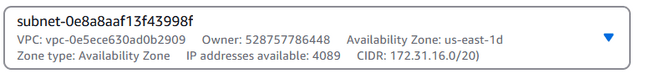 subnet-0e8a8aaf13f43998f
VPC: vpc-0e5ece630ad0b2909 Owner: 528757786448 Availability Zone: us-east-1d
Zone type: Availability Zone IP addresses available: 4089 CIDR: 172.31.16.0/20)